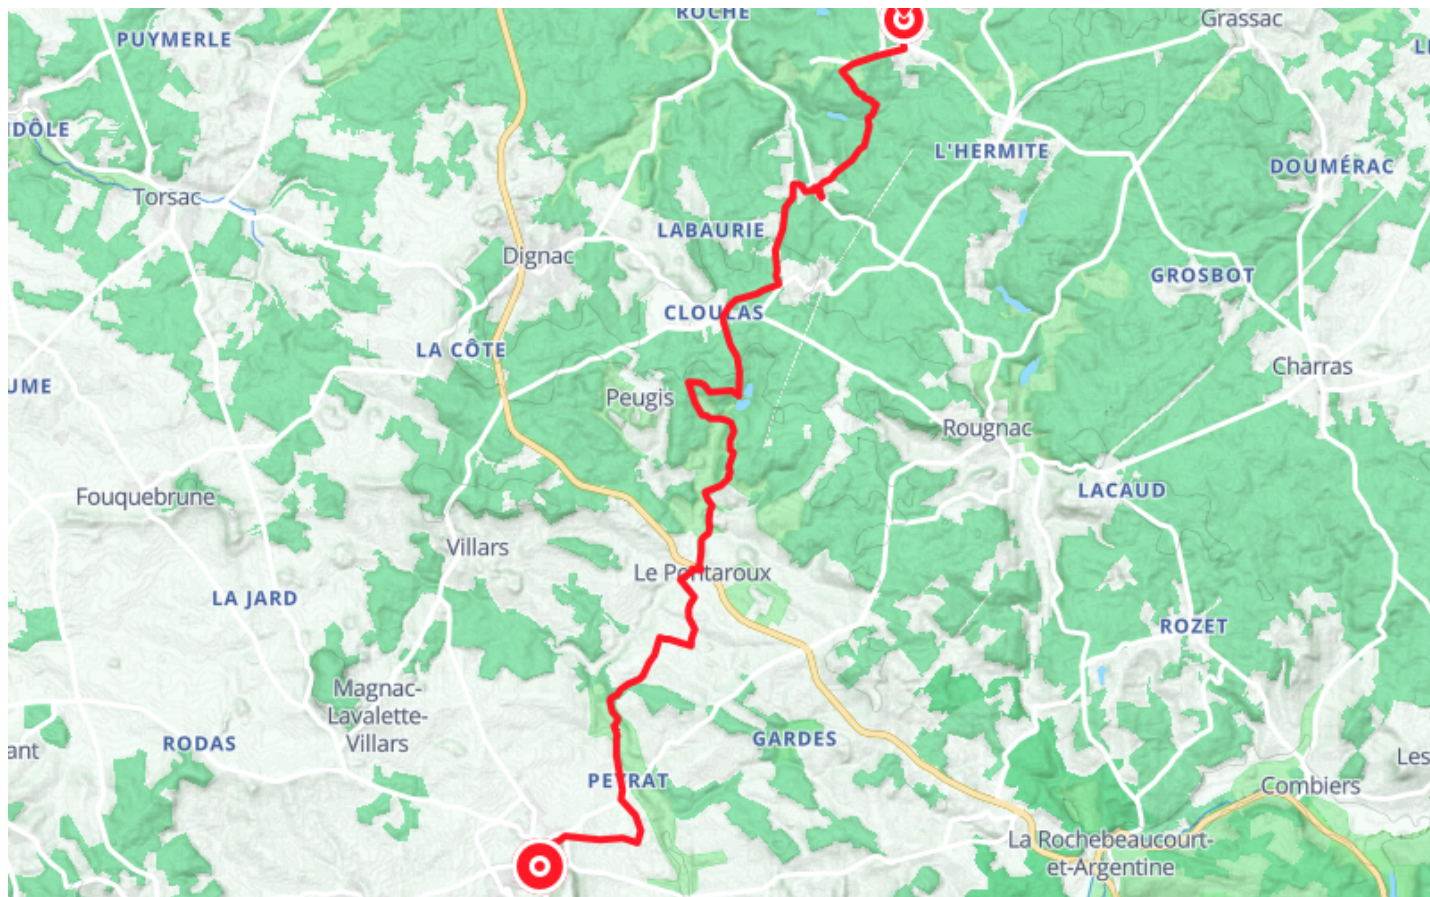 ROCHE
Grassac
PUYMERLE
IDÔLE
L'HERMITE
DOUMÉRAC
Torsac
LABAURIE
Dignac
GROSBOT
CLOULAS
LA CÔTE
Charras
UME
Peugis
Rougnac
LACAUD
Fouquebrune
Villars
Le Pontaroux
LA JARD
ROZET
Magnac-
Lavalette-
Villars
RODAS
GARDES
ant
Les
PEYRAT
Combiers
La Rochebeaucourt-
et-Argentine